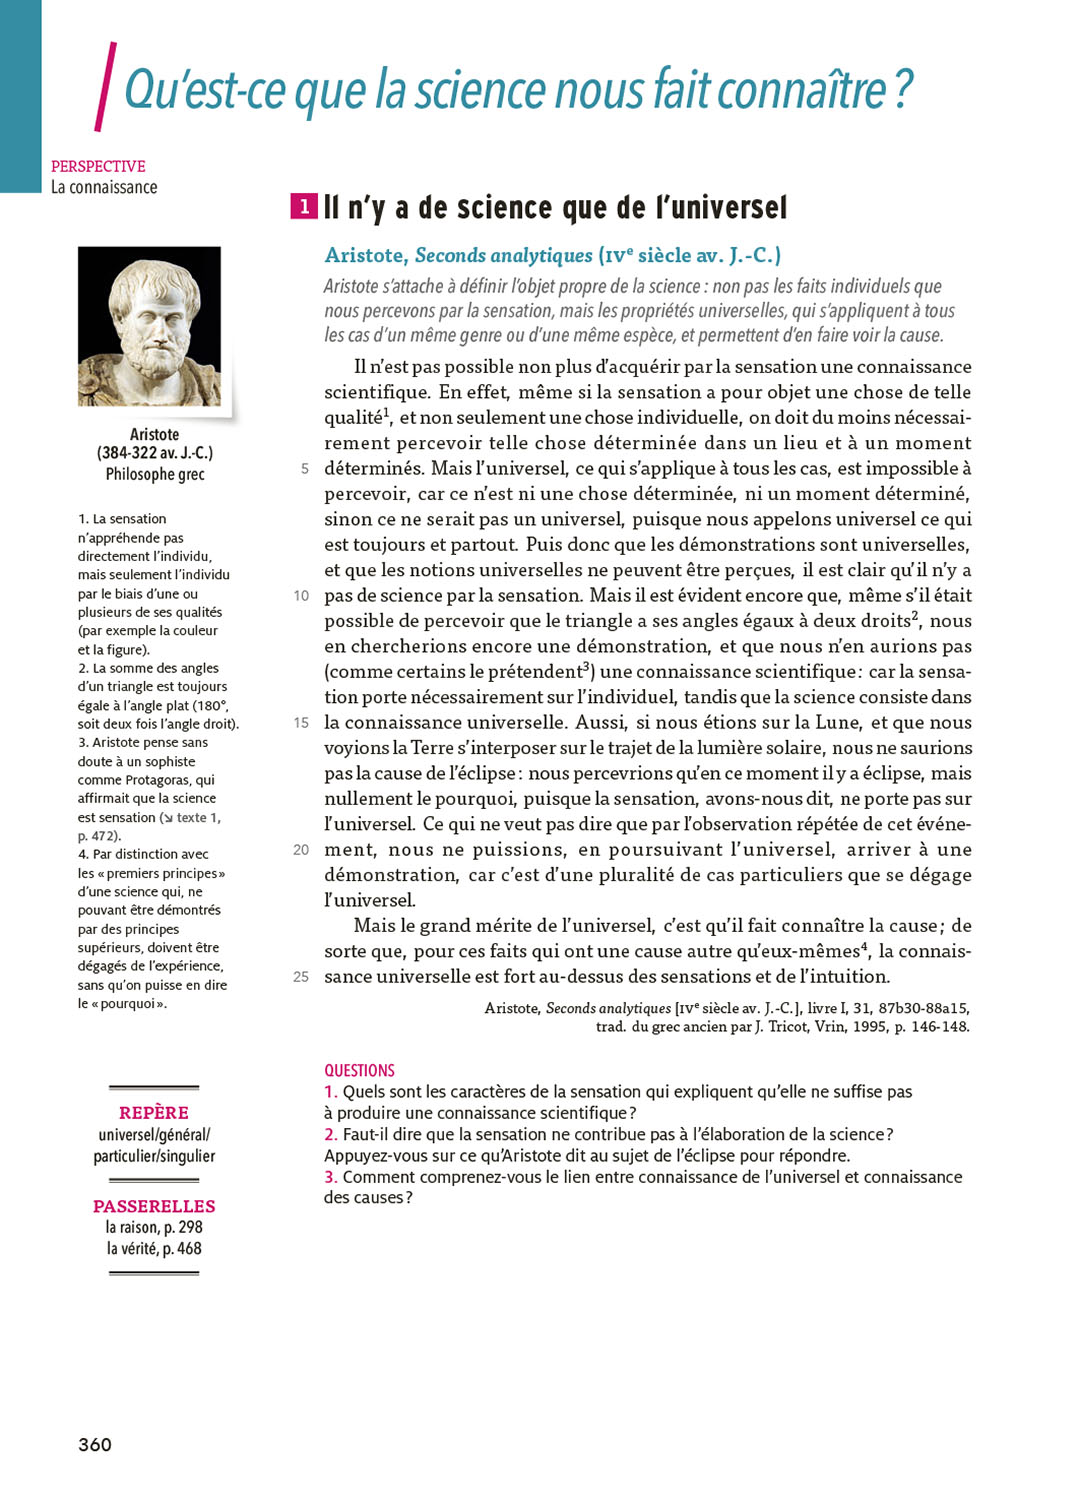 Qu'est-ce que la science nous fait connaître ?
PERSPECTIVE
La connaissance
1 Il n'y a de science que de l'universel
Aristote, Seconds analytiques (IVe siècle av. J.-C.)
Aristote s'attache à définir l'objet propre de la science : non pas les faits individuels que
nous percevons par la sensation, mais les propriétés universelles, qui s'appliquent à tous
les cas d'un même genre ou d'une même espèce, et permettent d'en faire voir la cause.
Il n'est pas possible non plus d'acquérir par la sensation une connaissance
scientifique. En effet, même si la sensation a pour objet une chose de telle
qualité1, et non seulement une chose individuelle, on doit du moins nécessai-
rement percevoir telle chose déterminée dans un lieu et à un moment
5 déterminés. Mais l'universel, ce qui s'applique à tous les cas, est impossible à
percevoir, car ce n'est ni une chose déterminée, ni un moment déterminé,
sinon ce ne serait pas un universel, puisque nous appelons universel ce qui
est toujours et partout. Puis donc que les démonstrations sont universelles,
et que les notions universelles ne peuvent être perçues, il est clair qu'il n'y a
10 pas de science par la sensation. Mais il est évident encore que, même s'il était
possible de percevoir que le triangle a ses angles égaux à deux droits2, nous
en chercherions encore une démonstration, et que nous n'en aurions pas
(comme certains le prétendent3) une connaissance scientifique : car la sensa-
tion porte nécessairement sur l'individuel, tandis que la science consiste dans
15 la connaissance universelle. Aussi, si nous étions sur la Lune, et que nous
voyions la Terre s'interposer sur le trajet de la lumière solaire, nous ne saurions
pas la cause de l'éclipse : nous percevrions qu'en ce moment il y a éclipse, mais
nullement le pourquoi, puisque la sensation, avons-nous dit, ne porte pas sur
l'universel. Ce qui ne veut pas dire que par l'observation répétée de cet événe-
20 ment, nous ne puissions, en poursuivant l'universel, arriver à une
démonstration, car c'est d'une pluralité de cas particuliers que se dégage
l'universel.
Mais le grand mérite de l'universel, c'est qu'il fait connaître la cause ; de
sorte que, pour ces faits qui ont une cause autre qu'eux-mêmes4, la connais-
25 sance universelle est fort au-dessus des sensations et de l'intuition.
Aristote, Seconds analytiques [IVe siècle av. J.-C.], livre I, 31, 87b30-88a15,
trad. du grec ancien par J. Tricot, Vrin, 1995, p. 146-148.
QUESTIONS
1. Quels sont les caractères de la sensation qui expliquent qu'elle ne suffise pas
à produire une connaissance scientifique ?
2. Faut-il dire que la sensation ne contribue pas à l'élaboration de la science ?
Appuyez-vous sur ce qu'Aristote dit au sujet de l'éclipse pour répondre.
3. Comment comprenez-vous le lien entre connaissance de l'universel et connaissance
des causes ?
Aristote
(384-322 av. J.-C.)
Philosophe grec
1. La sensation
n'appréhende pas
directement l'individu,
mais seulement l'individu
par le biais d'une ou
plusieurs de ses qualités
(par exemple la couleur
et la figure).
2. La somme des angles
d'un triangle est toujours
égale à l'angle plat (180°,
soit deux fois l'angle droit).
3. Aristote pense sans
doute à un sophiste
comme Protagoras, qui
affirmait que la science
est sensation (↘ texte 1,
p. 472).
4. Par distinction avec
les « premiers principes »
d'une science qui, ne
pouvant être démontrés
par des principes
supérieurs, doivent être
dégagés de l'expérience,
sans qu'on puisse en dire
le « pourquoi ».
REPÈRE
universel/général/
particulier/singulier
PASSERELLES
la raison, p. 298
la vérité, p. 468
360